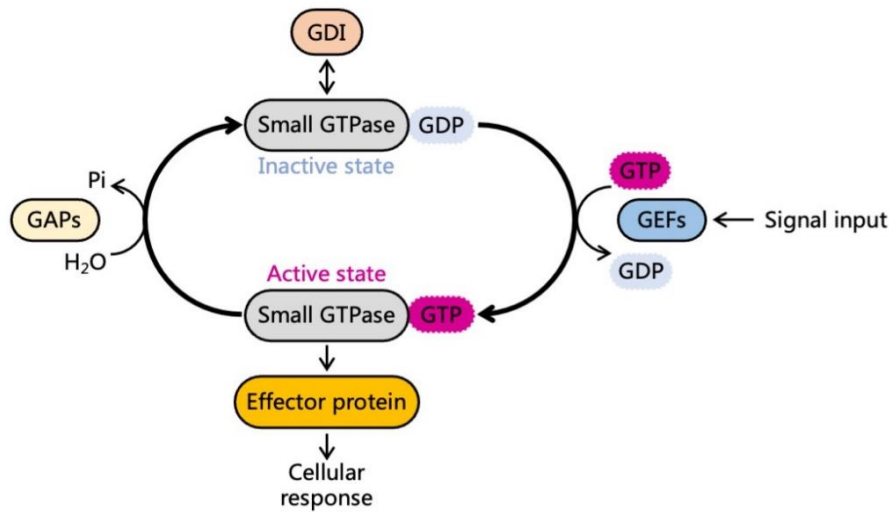 GDI
Small GTPase GDP
Inactive state
GTP
Pi
GAPs
GEFs
Signal input
H₂O
GDP
Active state
Small GTPase GTP
Effector protein
Cellular
response